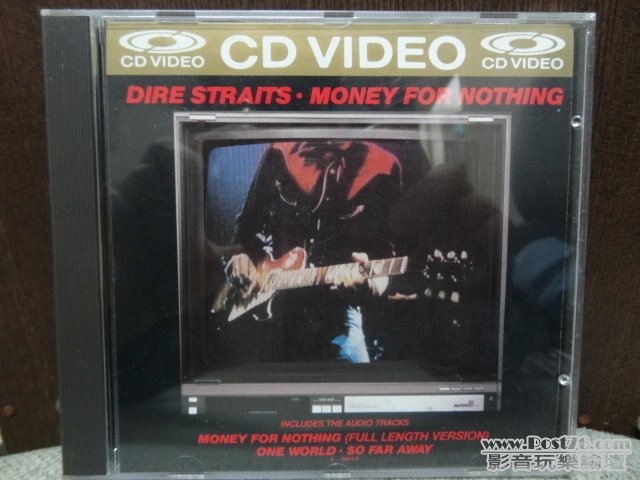 CD VIDEO CD VIDEO CD VIDEO
DIRE STRAITS · MONEY FOR NOTHING
INCLUDES THE AUDIO TRACKS
MONEY FOR NOTHING (FULL LENGTH VERSION)
ONE WORLD · SO FAR AWAY
www.Post76.com
影音玩樂論壇